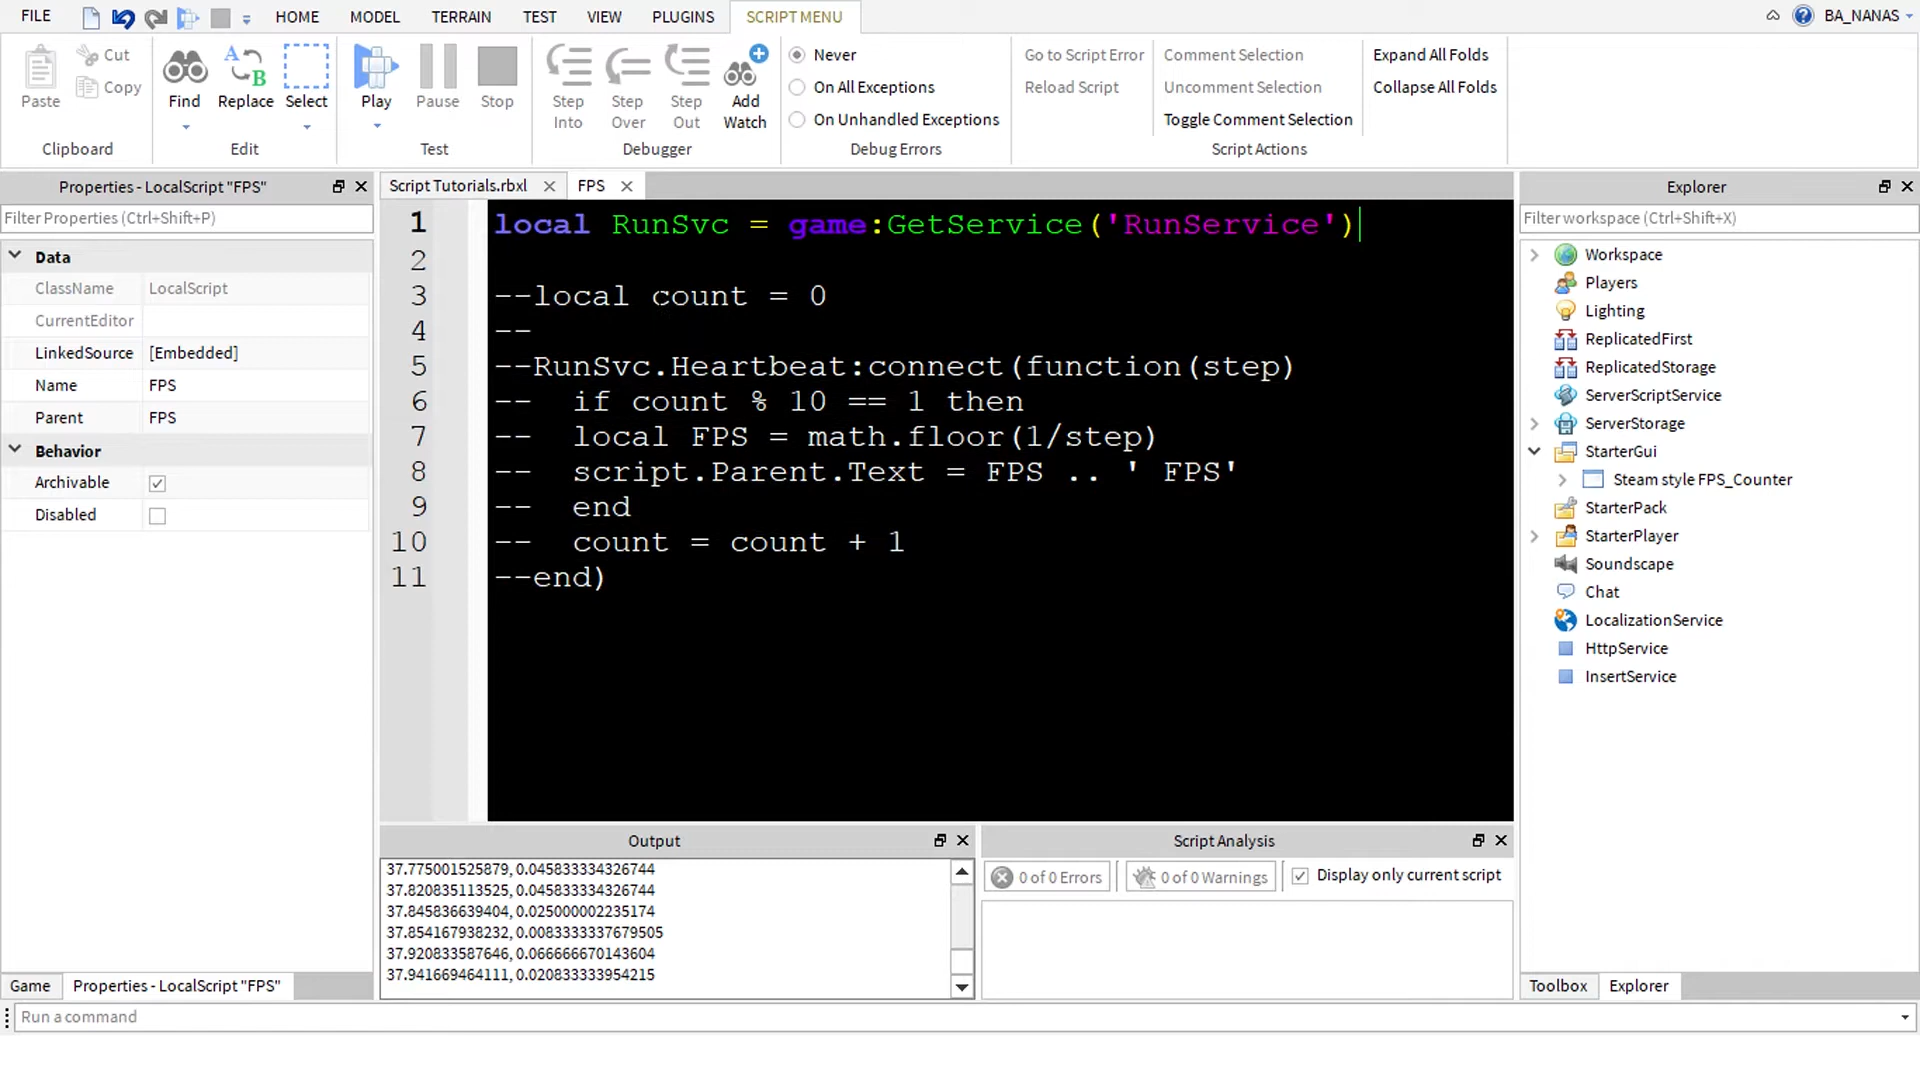 FILE HOME MODEL TERRAIN TEST VIEW PLUGINS SCRIPT MENU BA_NANAS
Paste Cut Copy Clipboard
Find Replace Select Edit
Play Pause Stop Test
Step Into Step Over Step Out Add Watch Debugger
Never
On All Exceptions
On Unhandled Exceptions
Debug Errors
Go to Script Error
Reload Script
Comment Selection
Uncomment Selection
Toggle Comment Selection
Script Actions
Expand All Folds
Collapse All Folds
Properties - LocalScript "FPS"
Filter Properties (Ctrl+Shift+P)
Data
ClassName LocalScript
CurrentEditor
LinkedSource [Embedded]
Name FPS
Parent FPS
Behavior
Archivable
Disabled
Game Properties - LocalScript "FPS"
Script Tutorials.rbxl FPS
1 local RunSvc = game:GetService('RunService')
2
3 --local count = 0
4 --
5 --RunSvc.Heartbeat:connect(function(step)
6 -- if count % 10 == 1 then
7 -- local FPS = math.floor(1/step)
8 -- script.Parent.Text = FPS .. ' FPS'
9 -- end
10 -- count = count + 1
11 --end)
Output
37.775001525879, 0.045833334326744
37.820835113525, 0.045833334326744
37.845836639404, 0.025000002235174
37.854167938232, 0.0083333337679505
37.920833587646, 0.066666670143604
37.941669464111, 0.020833333954215
Script Analysis
0 of 0 Errors 0 of 0 Warnings Display only current script
Explorer
Filter workspace (Ctrl+Shift+X)
Workspace
Players
Lighting
ReplicatedFirst
ReplicatedStorage
ServerScriptService
ServerStorage
StarterGui
Steam style FPS_Counter
StarterPack
StarterPlayer
Soundscape
Chat
LocalizationService
HttpService
InsertService
Toolbox Explorer
Run a command